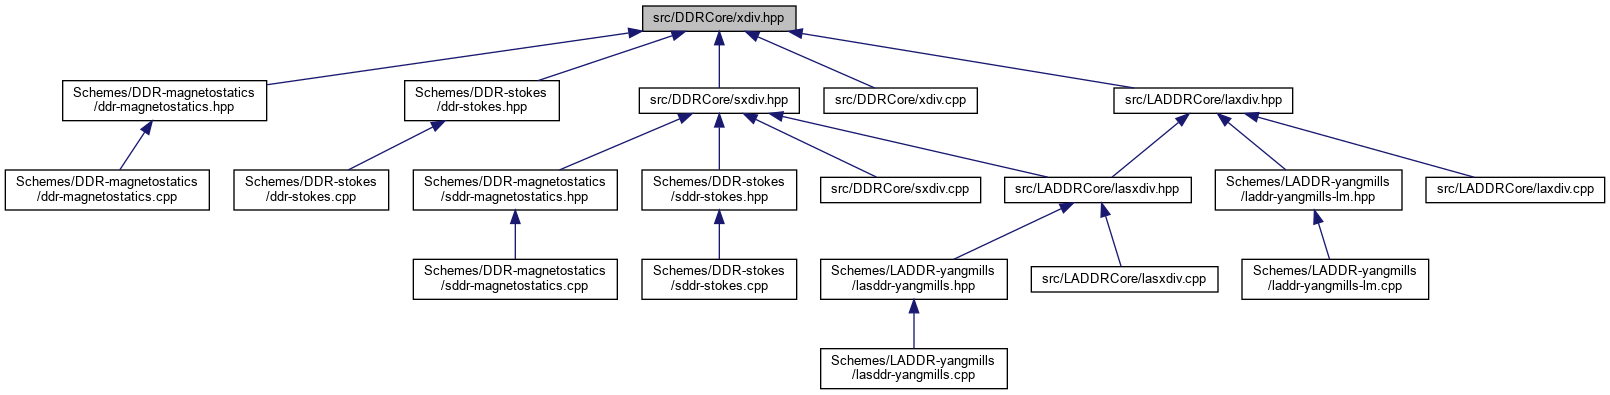 src/DDRCore/xdiv.hpp
Schemes/DDR-magnetostatics
/ddr-magnetostatics.hpp
Schemes/DDR-stokes
/ddr-stokes.hpp
src/DDRCore/sxdiv.hpp
src/DDRCore/xdiv.cpp
src/LADDRCore/laxdiv.hpp
Schemes/DDR-magnetostatics
/ddr-magnetostatics.cpp
Schemes/DDR-stokes
/ddr-stokes.cpp
Schemes/DDR-magnetostatics
/sddr-magnetostatics.hpp
Schemes/DDR-stokes
/sddr-stokes.hpp
src/DDRCore/sxdiv.cpp
src/LADDRCore/lasxdiv.hpp
Schemes/LADDR-yangmills
/laddr-yangmills-lm.hpp
src/LADDRCore/laxdiv.cpp
Schemes/DDR-magnetostatics
/sddr-magnetostatics.cpp
Schemes/DDR-stokes
/sddr-stokes.cpp
Schemes/LADDR-yangmills
/lasddr-yangmills.hpp
src/LADDRCore/lasxdiv.cpp
Schemes/LADDR-yangmills
/laddr-yangmills-lm.cpp
Schemes/LADDR-yangmills
/lasddr-yangmills.cpp